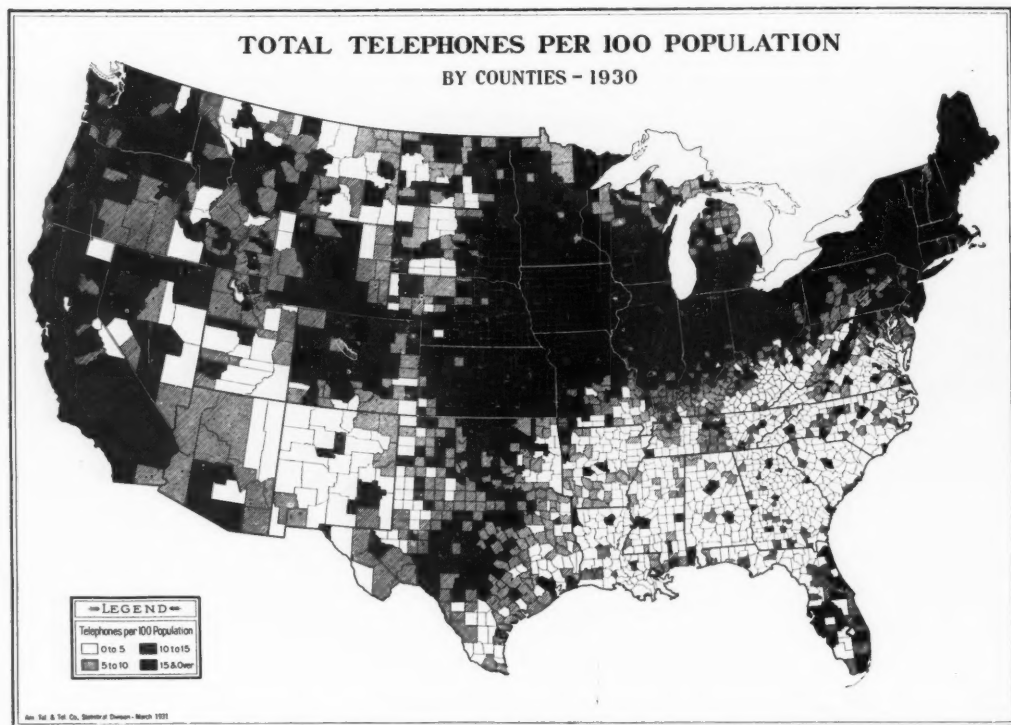 TOTAL TELEPHONES PER 100 POPULATION
BY COUNTIES - 1930
LEGEND
Telephones per 100 Population
0 to 5
10 to 15
5 to 10
15 & Over
Am. Tel. & Tel. Co., Statistical Division - March 1931